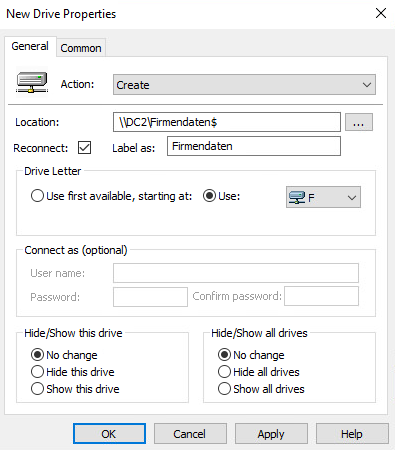 New Drive Properties
General Common
Action: Create
Location: \\DC2\Firmendaten$ ...
Reconnect: Label as: Firmendaten
Drive Letter
Use first available, starting at: Use: F
Connect as (optional)
User name:
Password: Confirm password:
Hide/Show this drive
No change
Hide this drive
Show this drive
Hide/Show all drives
No change
Hide all drives
Show all drives
OK Cancel Apply Help